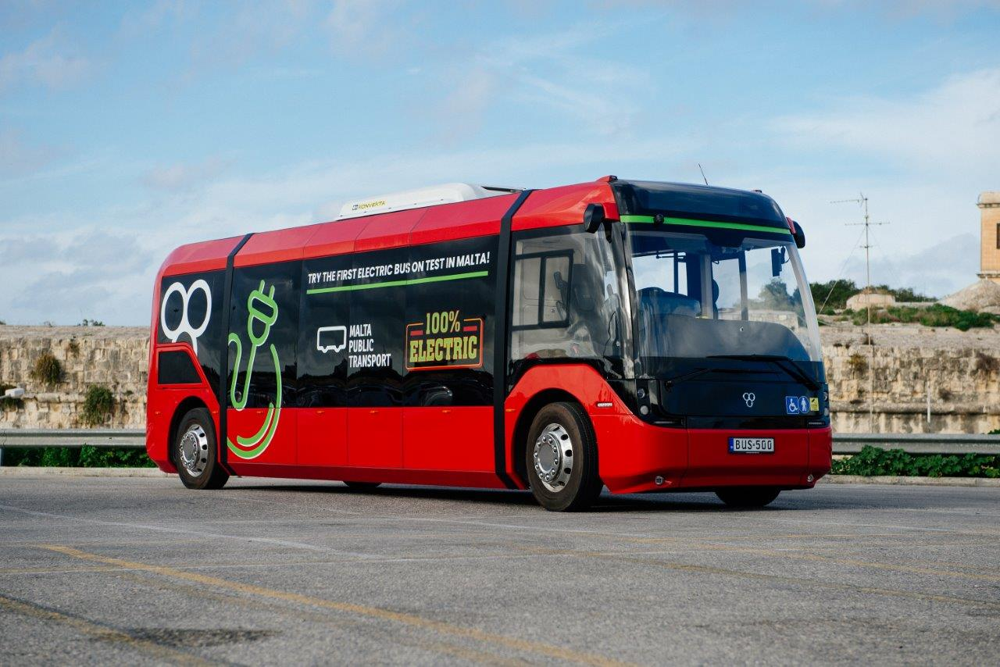 KONVEKTA
TRY THE FIRST ELECTRIC BUS ON TEST IN MALTA!
MALTA
PUBLIC
TRANSPORT
100%
ELECTRIC
BUS-500